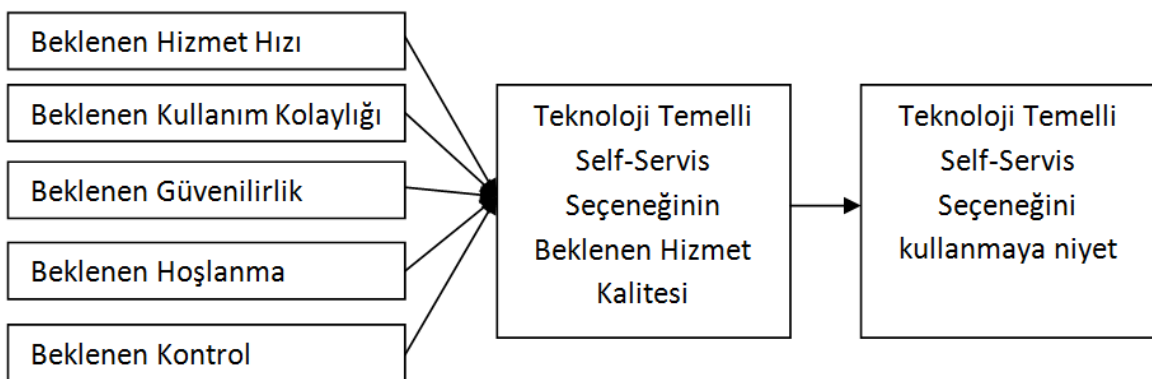 Beklenen Hizmet Hızı
Beklenen Kullanım Kolaylığı
Beklenen Güvenilirlik
Beklenen Hoşlanma
Beklenen Kontrol
Teknoloji Temelli
Self-Servis
Seçeneğinin
Beklenen Hizmet
Kalitesi
Teknoloji Temelli
Self-Servis
Seçeneğini
kullanmaya niyet